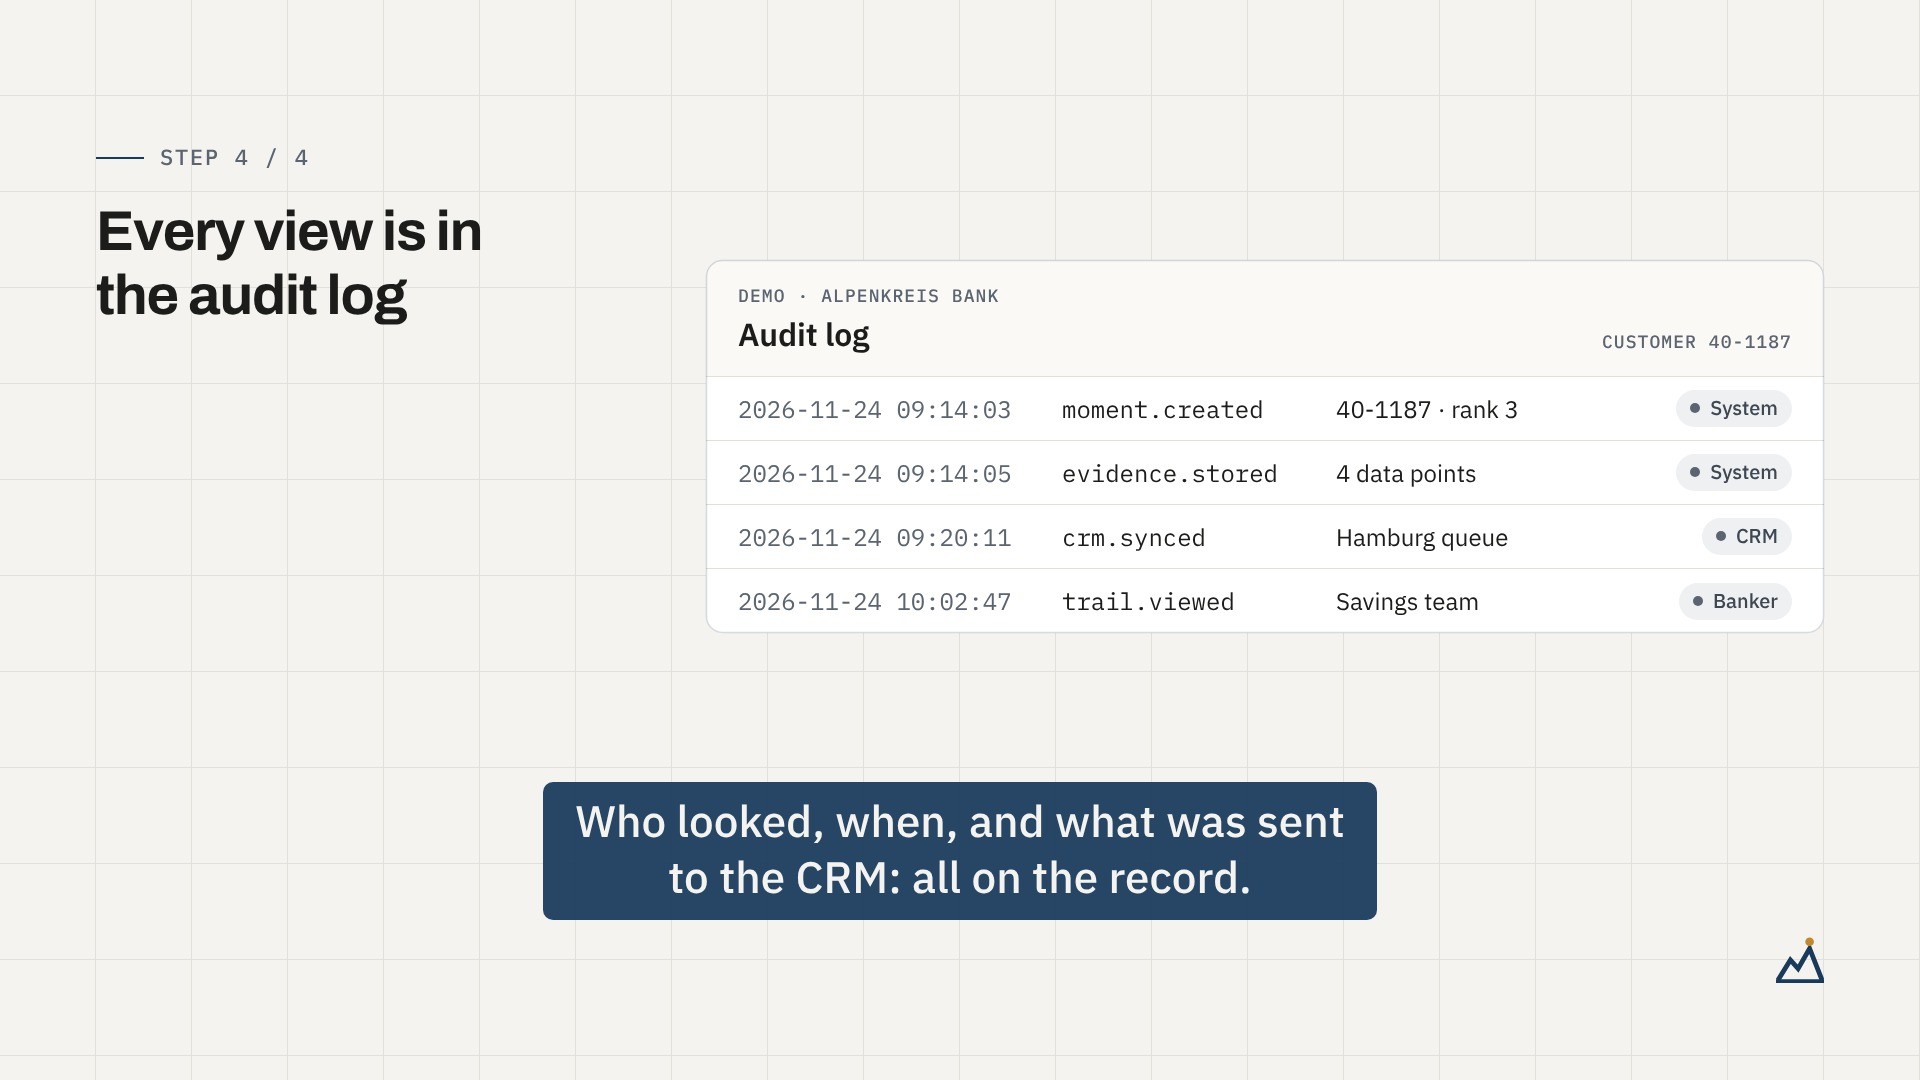 STEP 4 / 4
Every view is in
the audit log
DEMO · ALPENKREIS BANK
Audit log
CUSTOMER 40-1187
2026-11-24 09:14:03 moment.created 40-1187 · rank 3 System
2026-11-24 09:14:05 evidence.stored 4 data points System
2026-11-24 09:20:11 crm.synced Hamburg queue CRM
2026-11-24 10:02:47 trail.viewed Savings team Banker
Who looked, when, and what was sent
to the CRM: all on the record.